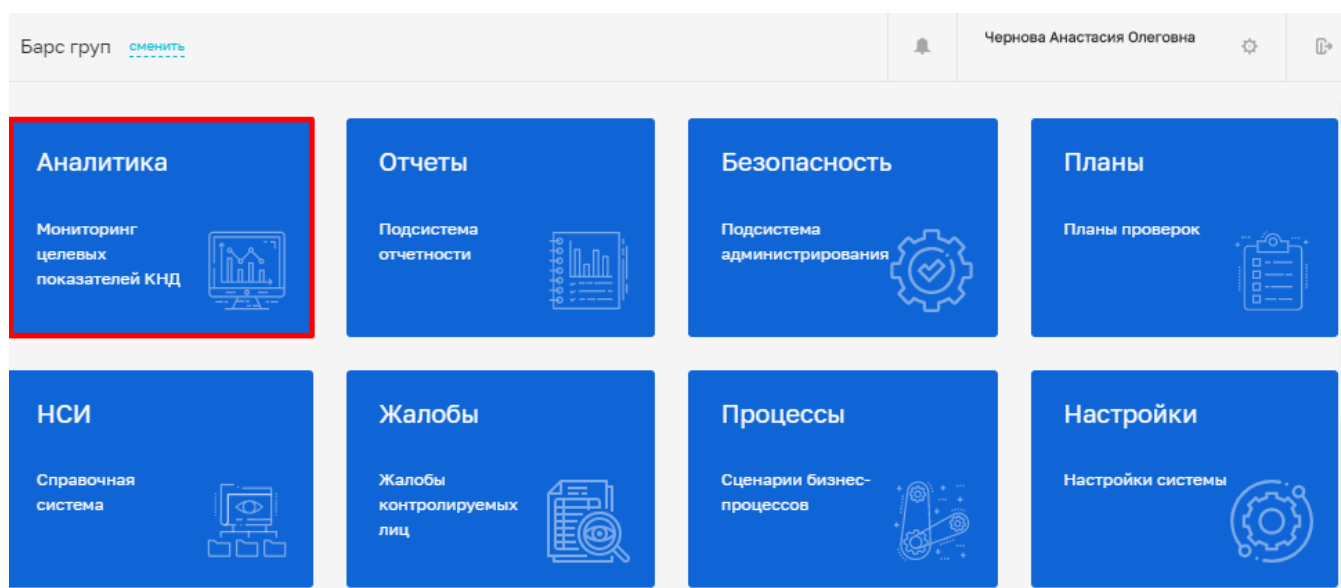 Барс груп сменить
Чернова Анастасия Олеговна
Аналитика
Мониторинг
целевых
показателей КНД
Отчеты
Подсистема
отчетности
Безопасность
Подсистема
администрирования
Планы
Планы проверок
НСИ
Справочная
система
Жалобы
Жалобы
контролируемых
лиц
Процессы
Сценарии бизнес-
процессов
Настройки
Настройки системы